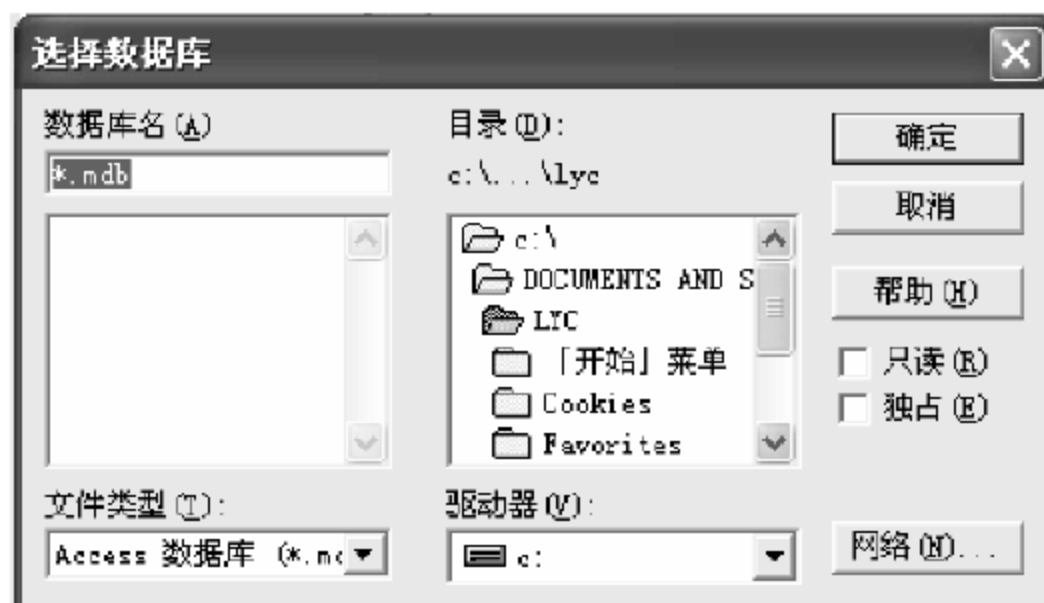 选择数据库
数据库名(A)
*.mdb
目录(D):
c:\...\lyc
c:\
DOCUMENTS AND S
LYC
「开始」菜单
Cookies
Favorites
文件类型(T):
Access 数据库 (*.mc
驱动器(V):
c:
确定
取消
帮助(H)
只读(R)
独占(E)
网络(N)...